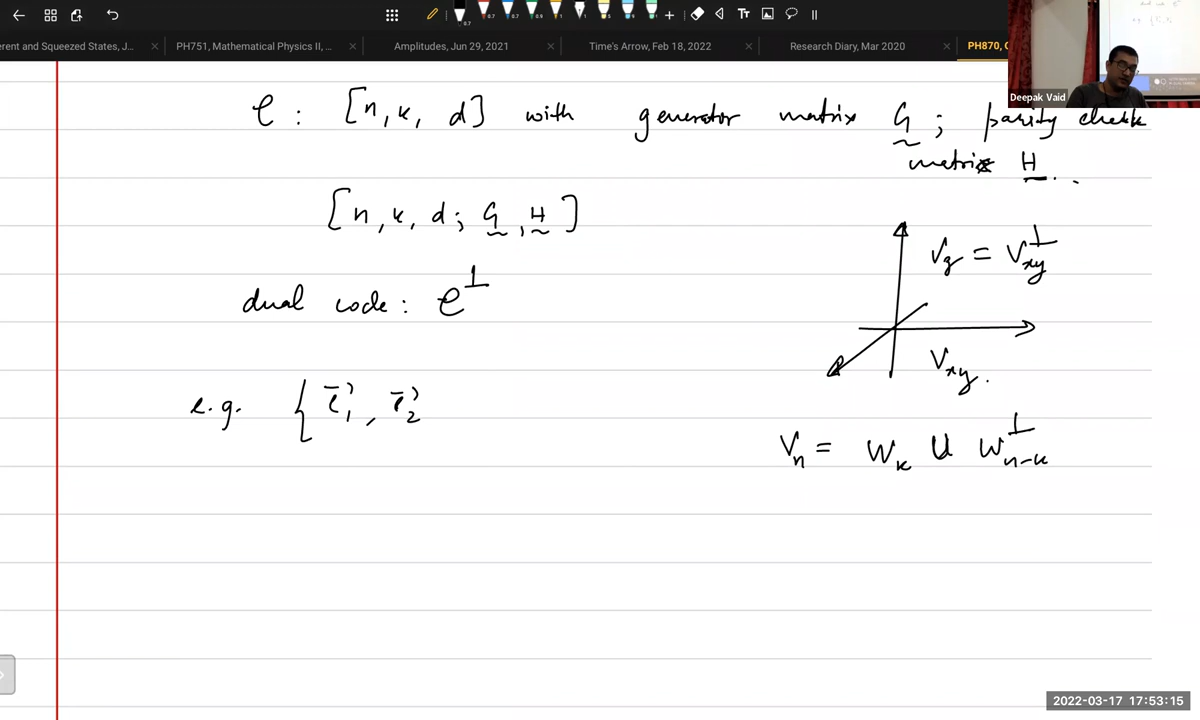 erent and Squeezed States, J...
PH751, Mathematical Physics II, ...
Amplitudes, Jun 29, 2021
Time's Arrow, Feb 18, 2022
Research Diary, Mar 2020
PH870,
Deepak Vaid
C : [n, k, d] with generator matrix G ; parity check
matrix H ..
[n, k, d; G, H]
V_z = V_xy^⊥
dual code : C^⊥
V_xy.
e.g. {
V_n = W_k ∪ W_{n-k}^⊥
2022-03-17 17:53:15